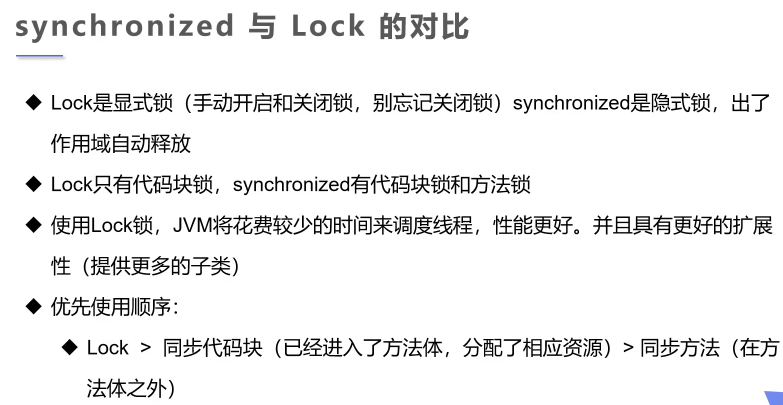 synchronized 与 Lock 的对比
◆ Lock是显式锁（手动开启和关闭锁，别忘记关闭锁）synchronized是隐式锁，出了
作用域自动释放
◆ Lock只有代码块锁，synchronized有代码块锁和方法锁
◆ 使用Lock锁，JVM将花费较少的时间来调度线程，性能更好。并且具有更好的扩展
性（提供更多的子类）
◆ 优先使用顺序：
◆ Lock > 同步代码块（已经进入了方法体，分配了相应资源）> 同步方法（在方
法体之外）